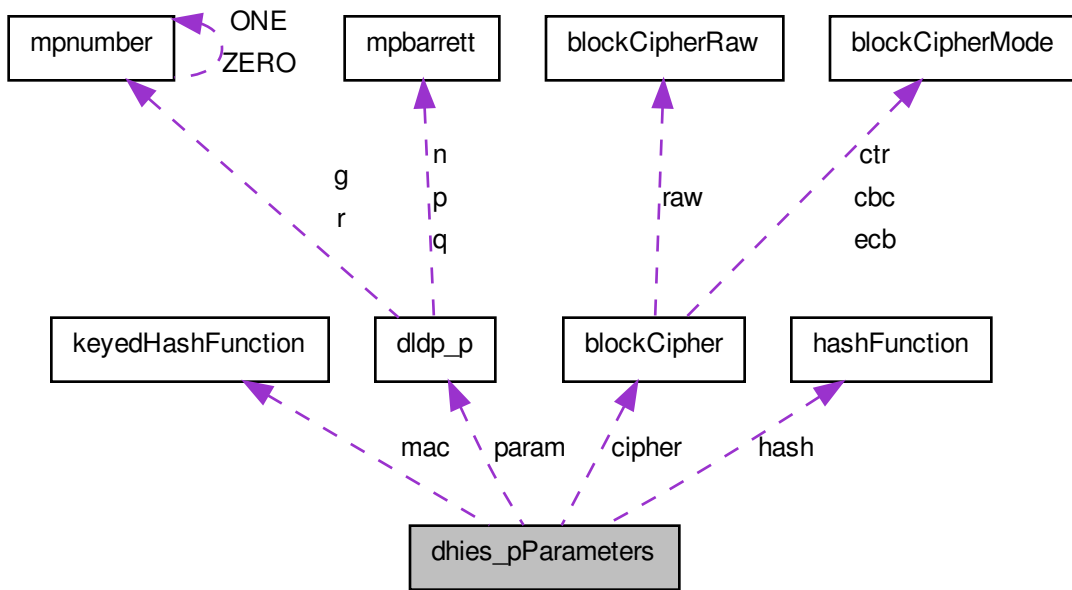 mpnumber
ONE
ZERO
mpbarrett
blockCipherRaw
blockCipherMode
g
r
n
p
q
raw
ctr
cbc
ecb
keyedHashFunction
dldp_p
blockCipher
hashFunction
mac
param
cipher
hash
dhies_pParameters